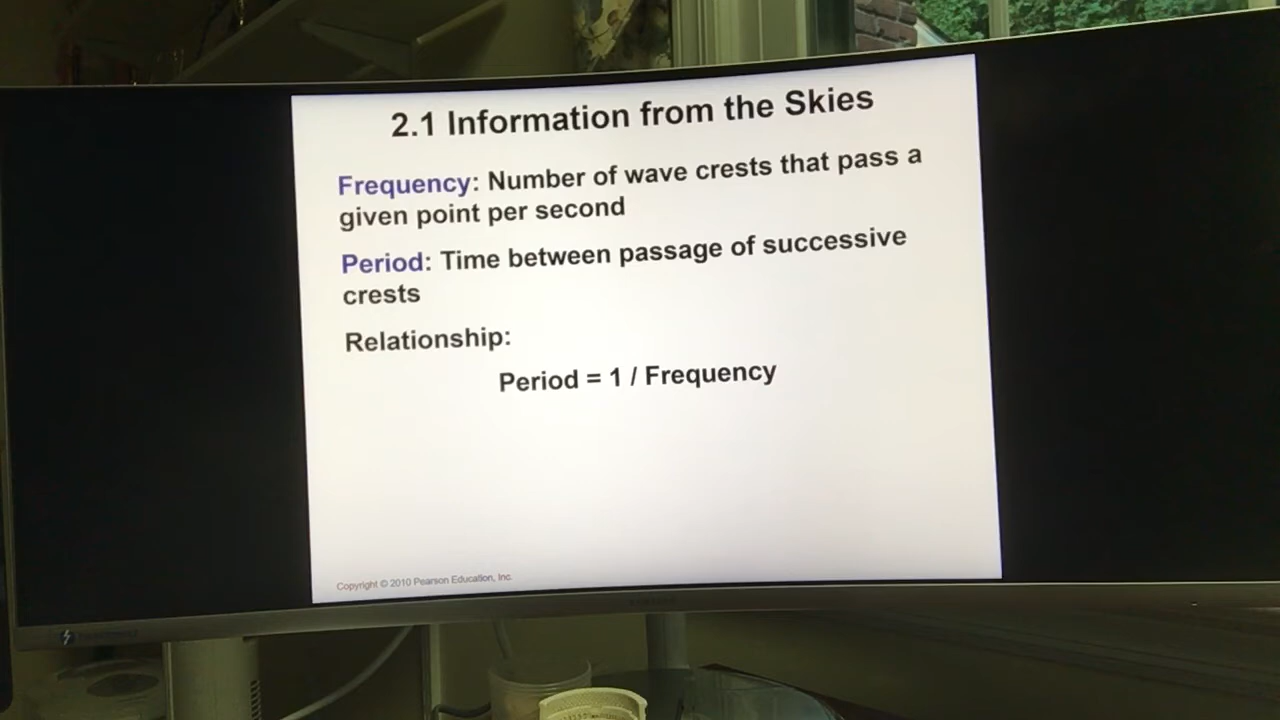 2.1 Information from the Skies
Frequency: Number of wave crests that pass a
given point per second
Period: Time between passage of successive
crests
Relationship:
Period = 1 / Frequency
Copyright © 2010 Pearson Education, Inc.